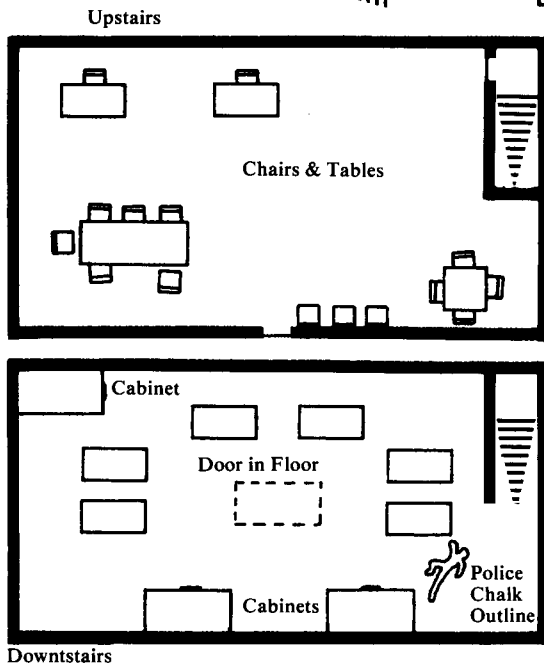 Upstairs
Chairs & Tables
Cabinet
Door in Floor
Cabinets
Police
Chalk
Outline
Downtstairs